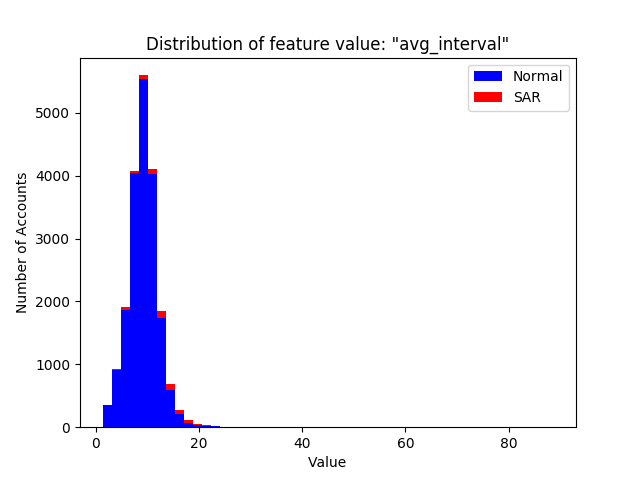 Distribution of feature value: "avg_interval"
Normal
SAR
Number of Accounts
5000
4000
3000
2000
1000
0
0 20 40 60 80
Value